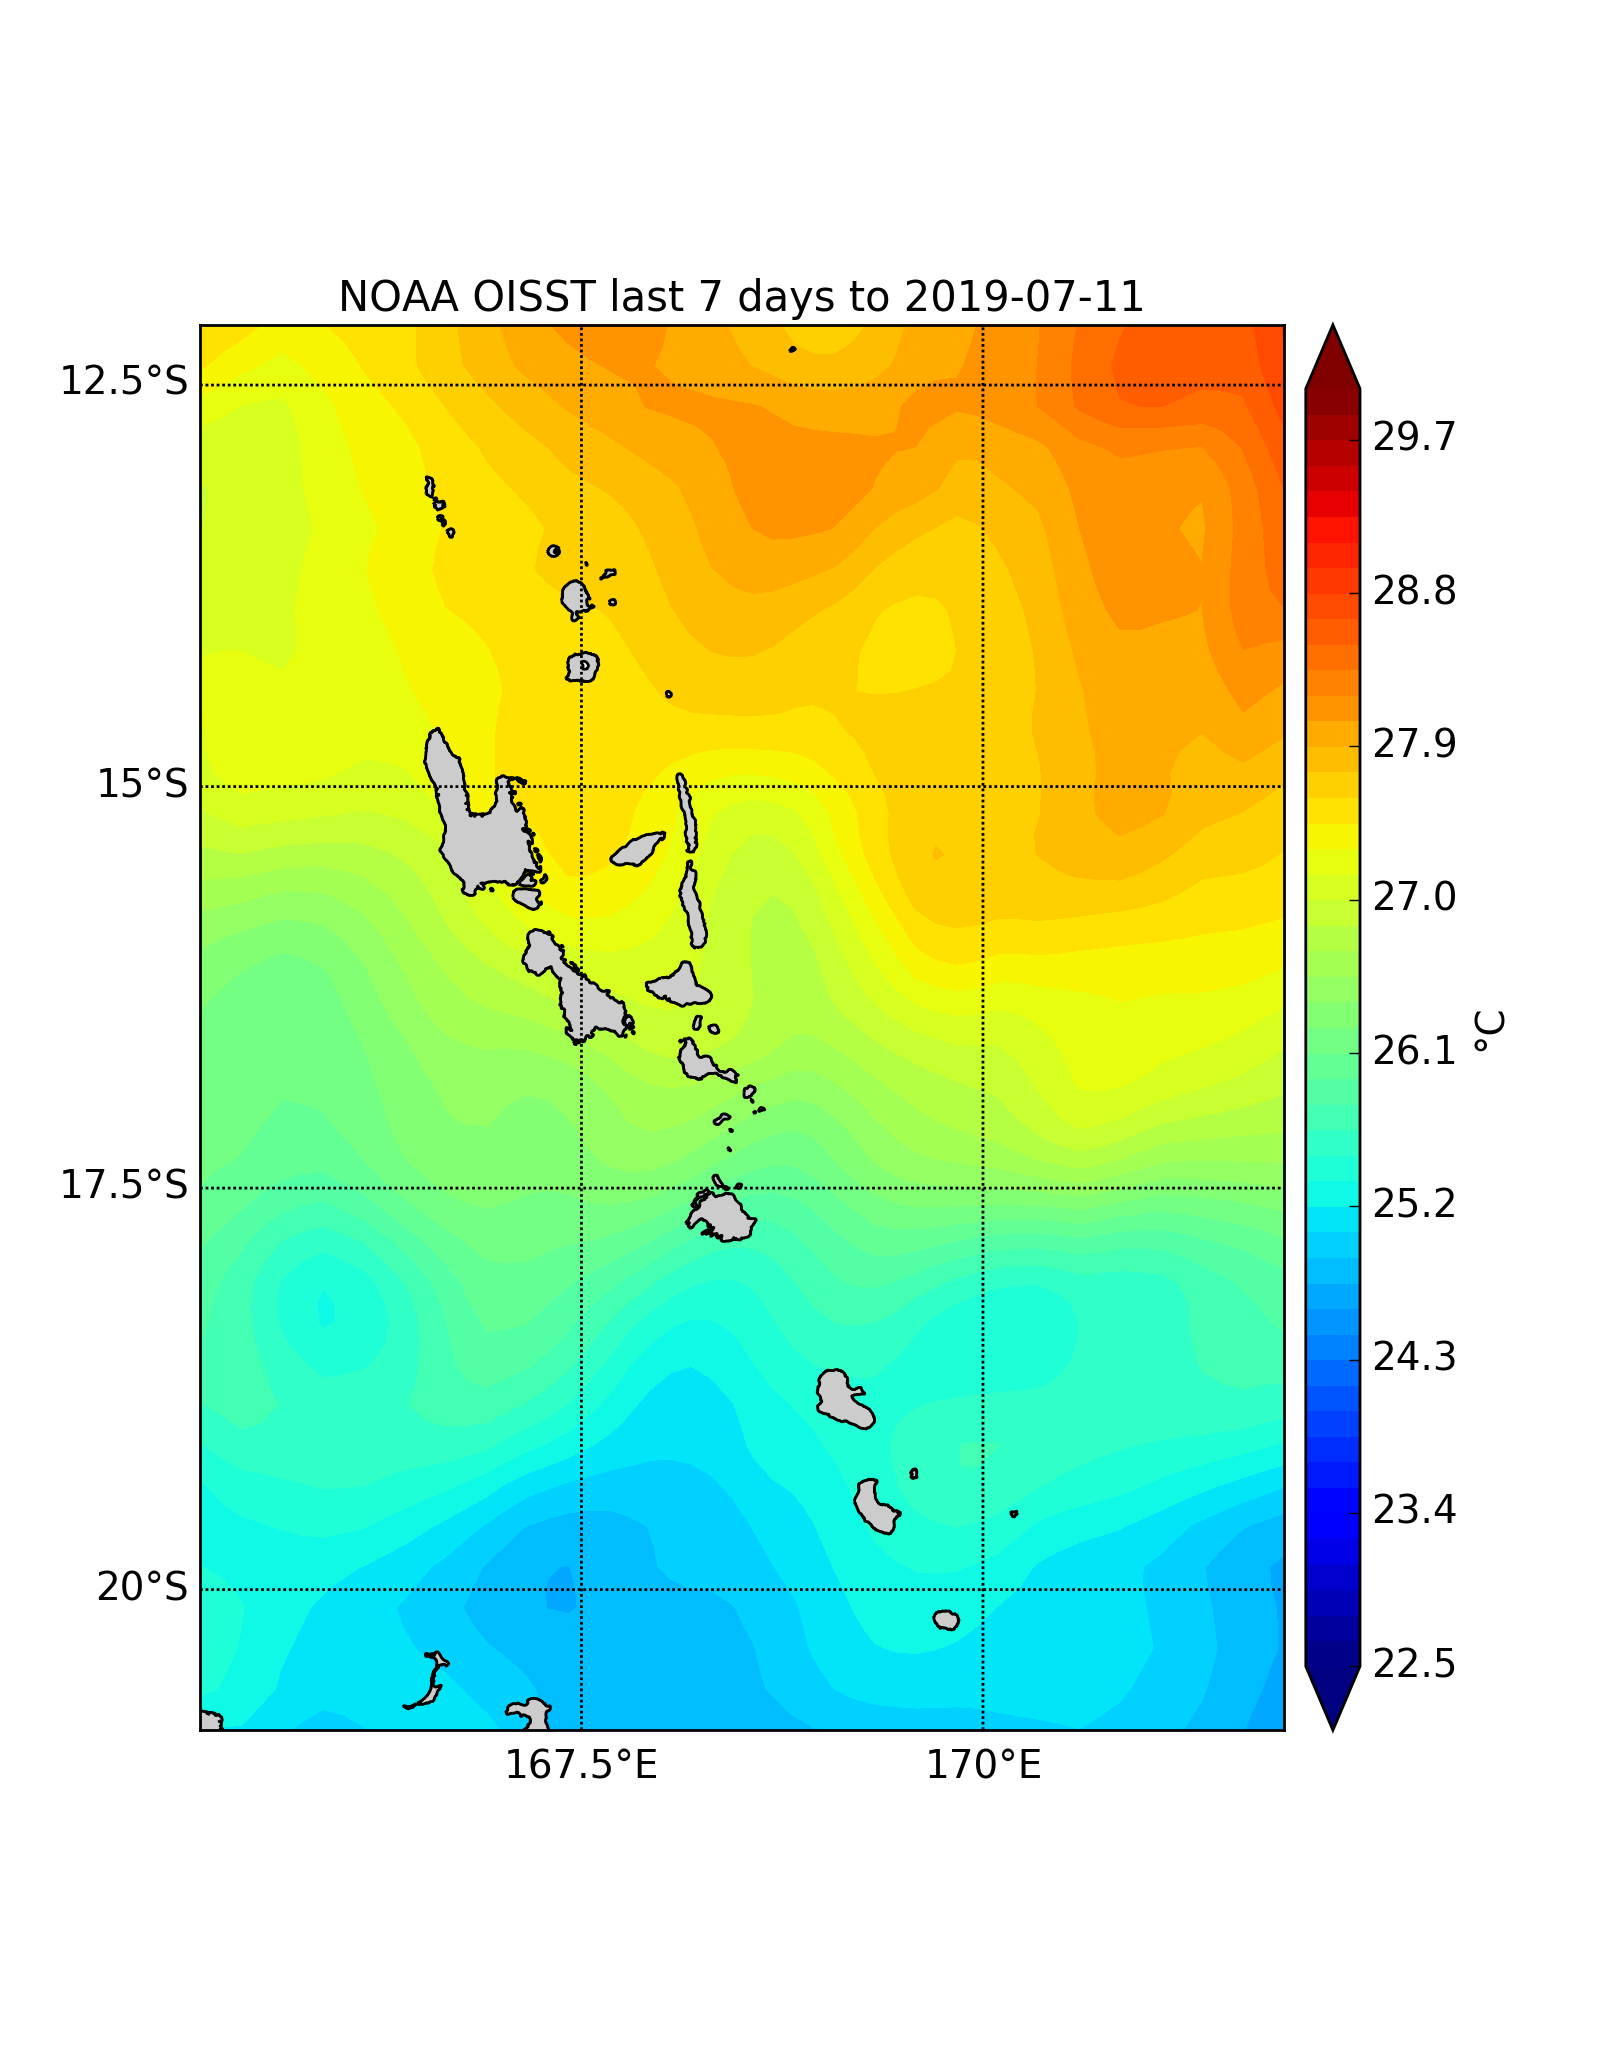 NOAA OISST last 7 days to 2019-07-11
12.5°S
15°S
17.5°S
20°S
167.5°E
170°E
29.7
28.8
27.9
27.0
26.1
25.2
24.3
23.4
22.5
°C